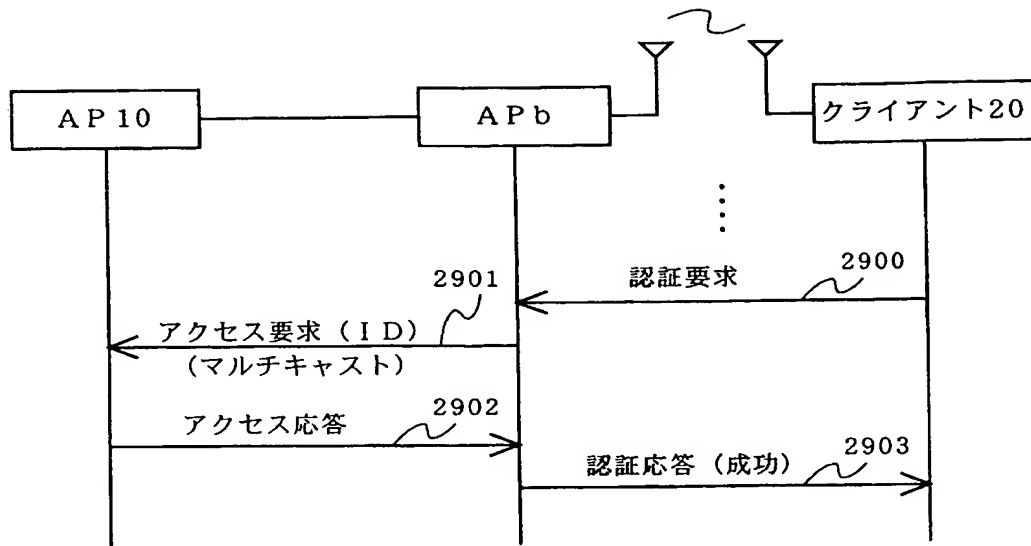 AP10
APb
クライアント20
2900
認証要求
2901
アクセス要求(ID)
(マルチキャスト)
2902
アクセス応答
2903
認証応答(成功)